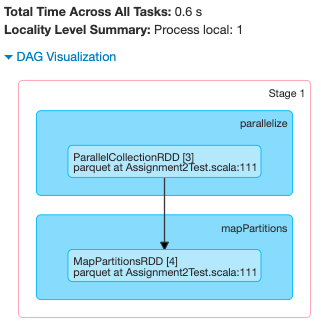 Total Time Across All Tasks: 0.6 s
Locality Level Summary: Process local: 1
DAG Visualization
Stage 1
parallelize
ParallelCollectionRDD [3]
parquet at Assignment2Test.scala:111
mapPartitions
MapPartitionsRDD [4]
parquet at Assignment2Test.scala:111